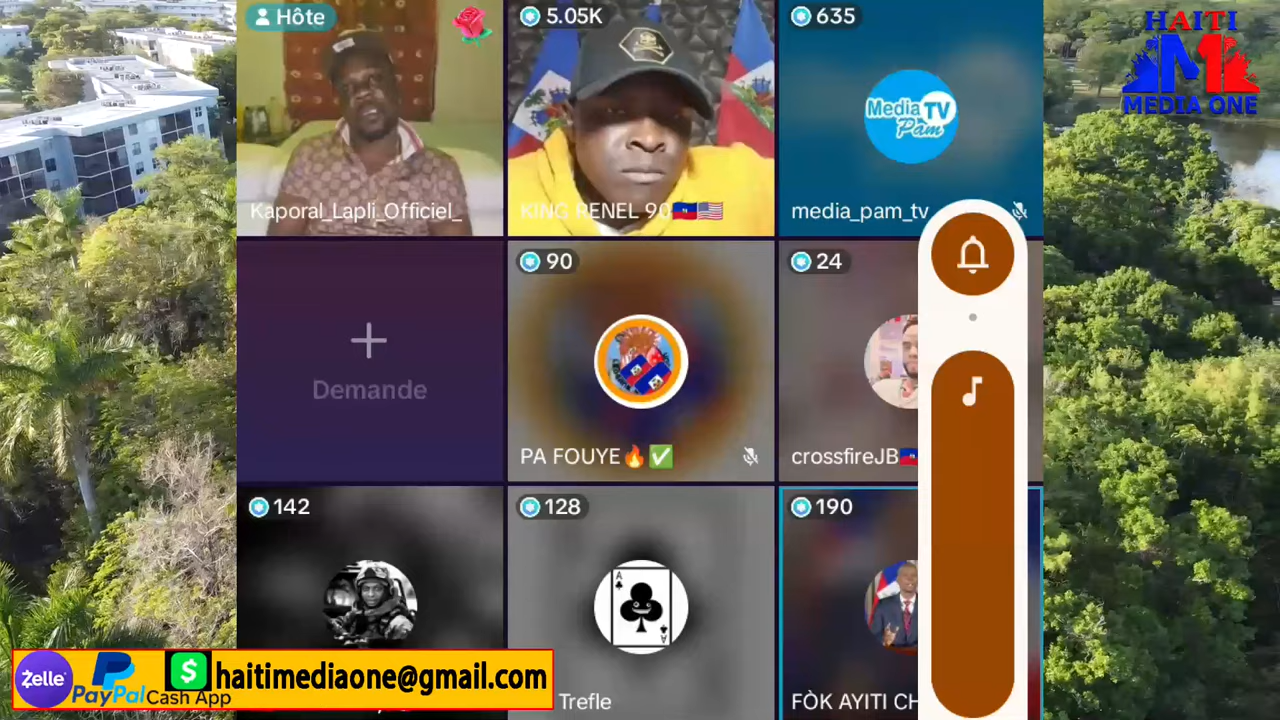 Hôte
5.05K
635
HAITI
M
MEDIA ONE
Media TV
Pam
Kaporal_Lapli_Officiel_
KING RENEL 90🇭🇹🇺🇸
media_pam_tv
90
24
+
Demande
PA FOUYE🔥✅
crossfireJB🇭🇹
142
128
190
A
A
Zelle
PayPal
$
Cash App
haitimediaone@gmail.com
Trefle
FÒK AYITI CH